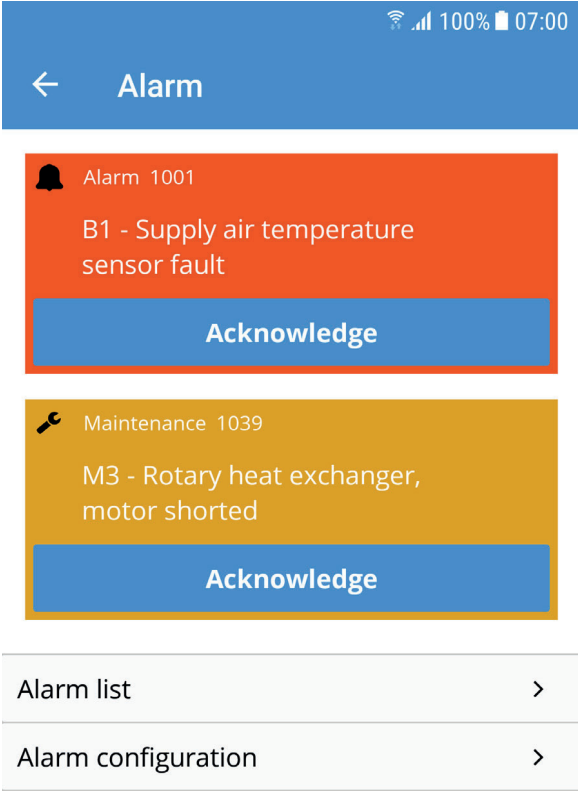 100% 07:00
Alarm
Alarm 1001
B1 - Supply air temperature
sensor fault
Acknowledge
Maintenance 1039
M3 - Rotary heat exchanger,
motor shorted
Acknowledge
Alarm list
Alarm configuration